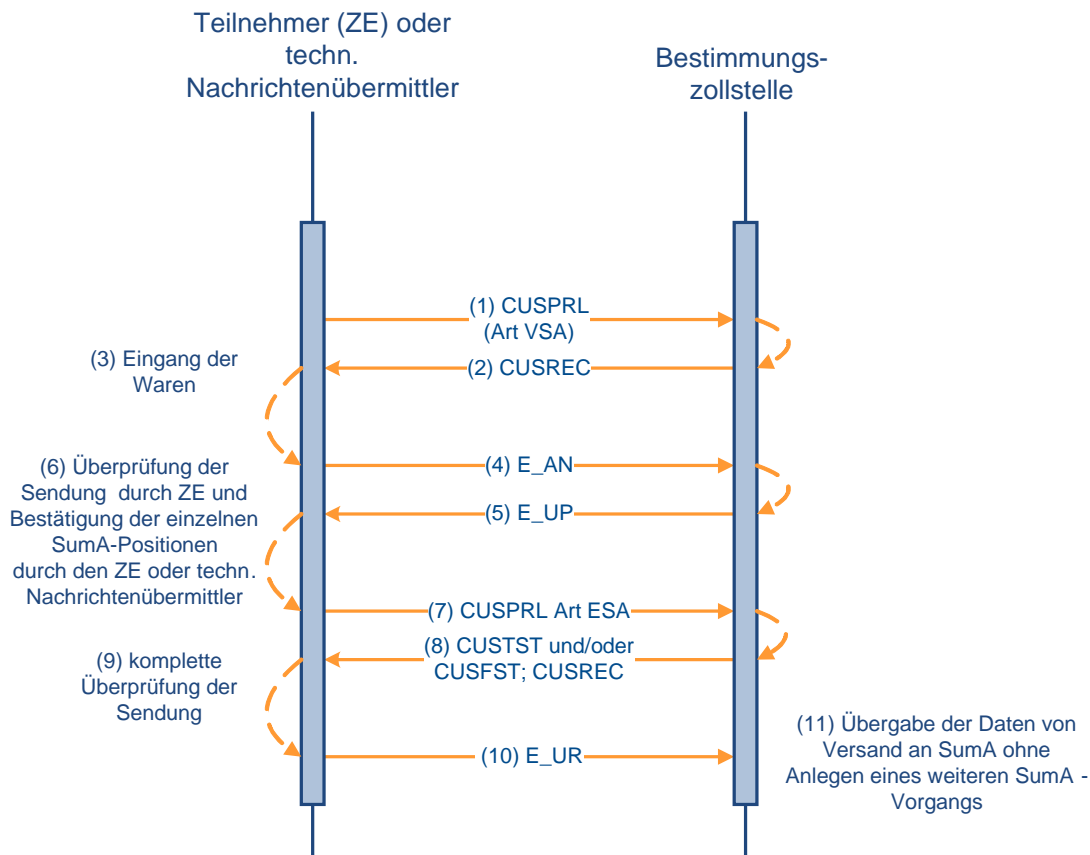 Teilnehmer (ZE) oder
techn.
Nachrichtenübermittler
Bestimmungs-
zollstelle
(1) CUSPRL
(Art VSA)
(2) CUSREC
(3) Eingang der
Waren
(4) E_AN
(5) E_UP
(6) Überprüfung der
Sendung durch ZE und
Bestätigung der einzelnen
SumA-Positionen
durch den ZE oder techn.
Nachrichtenübermittler
(7) CUSPRL Art ESA
(8) CUSTST und/oder
CUSFST; CUSREC
(9) komplette
Überprüfung der
Sendung
(10) E_UR
(11) Übergabe der Daten von
Versand an SumA ohne
Anlegen eines weiteren SumA -
Vorgangs